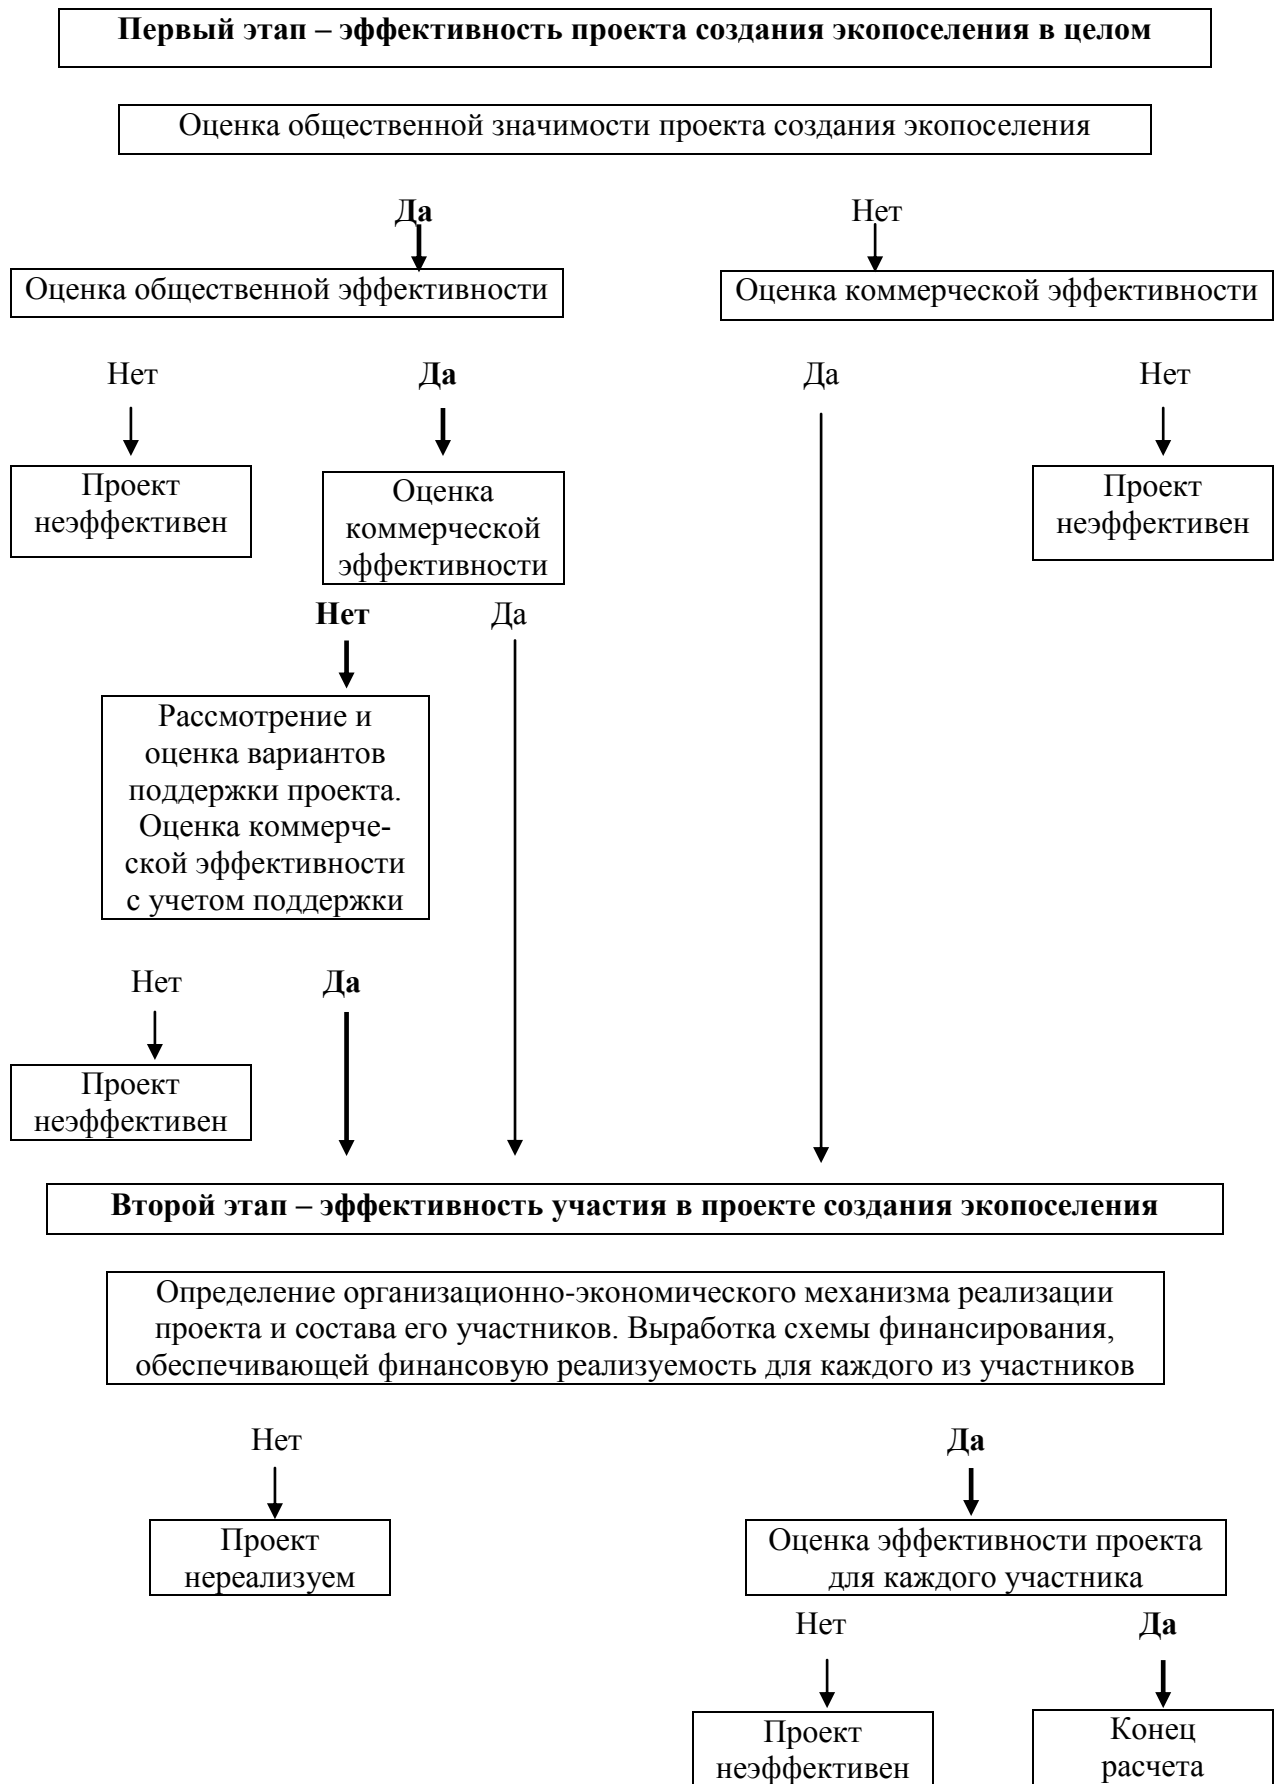 Первый этап – эффективность проекта создания экопоселения в целом
Оценка общественной значимости проекта создания экопоселения
Да
Нет
Оценка общественной эффективности
Оценка коммерческой эффективности
Нет
Да
Да
Нет
Проект
неэффективен
Оценка
коммерческой
эффективности
Проект
неэффективен
Нет
Да
Рассмотрение и
оценка вариантов
поддержки проекта.
Оценка коммерче-
ской эффективности
с учетом поддержки
Нет
Да
Проект
неэффективен
Второй этап – эффективность участия в проекте создания экопоселения
Определение организационно-экономического механизма реализации
проекта и состава его участников. Выработка схемы финансирования,
обеспечивающей финансовую реализуемость для каждого из участников
Нет
Да
Проект
нереализуем
Оценка эффективности проекта
для каждого участника
Нет
Да
Проект
неэффективен
Конец
расчета